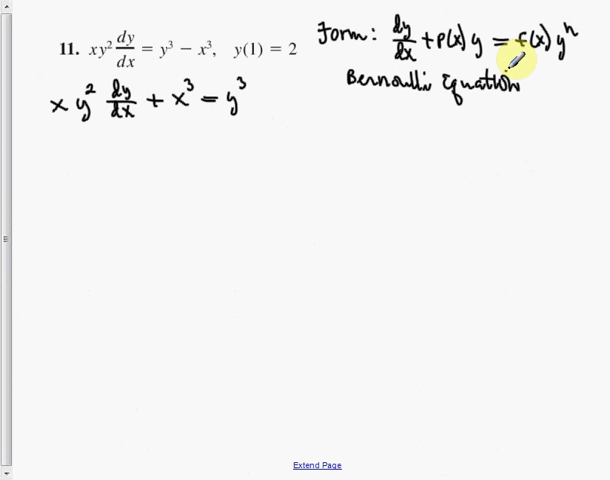 11. xy² dy/dx = y³ − x³, y(1) = 2
Form: dy/dx + P(x) y = f(x) yⁿ
Bernoulli Equation
x y² dy/dx + x³ = y³
Extend Page